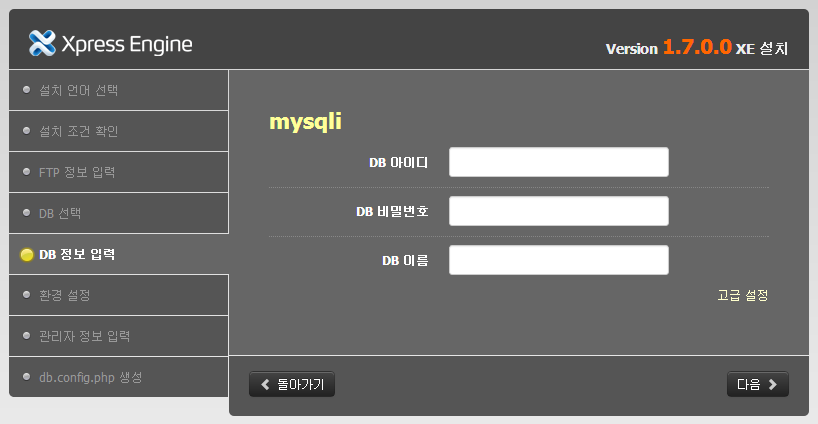 Xpress Engine
Version 1.7.0.0 XE 설치
설치 언어 선택
설치 조건 확인
FTP 정보 입력
DB 선택
DB 정보 입력
환경 설정
관리자 정보 입력
db.config.php 생성
mysqli
DB 아이디
DB 비밀번호
DB 이름
고급 설정
돌아가기
다음